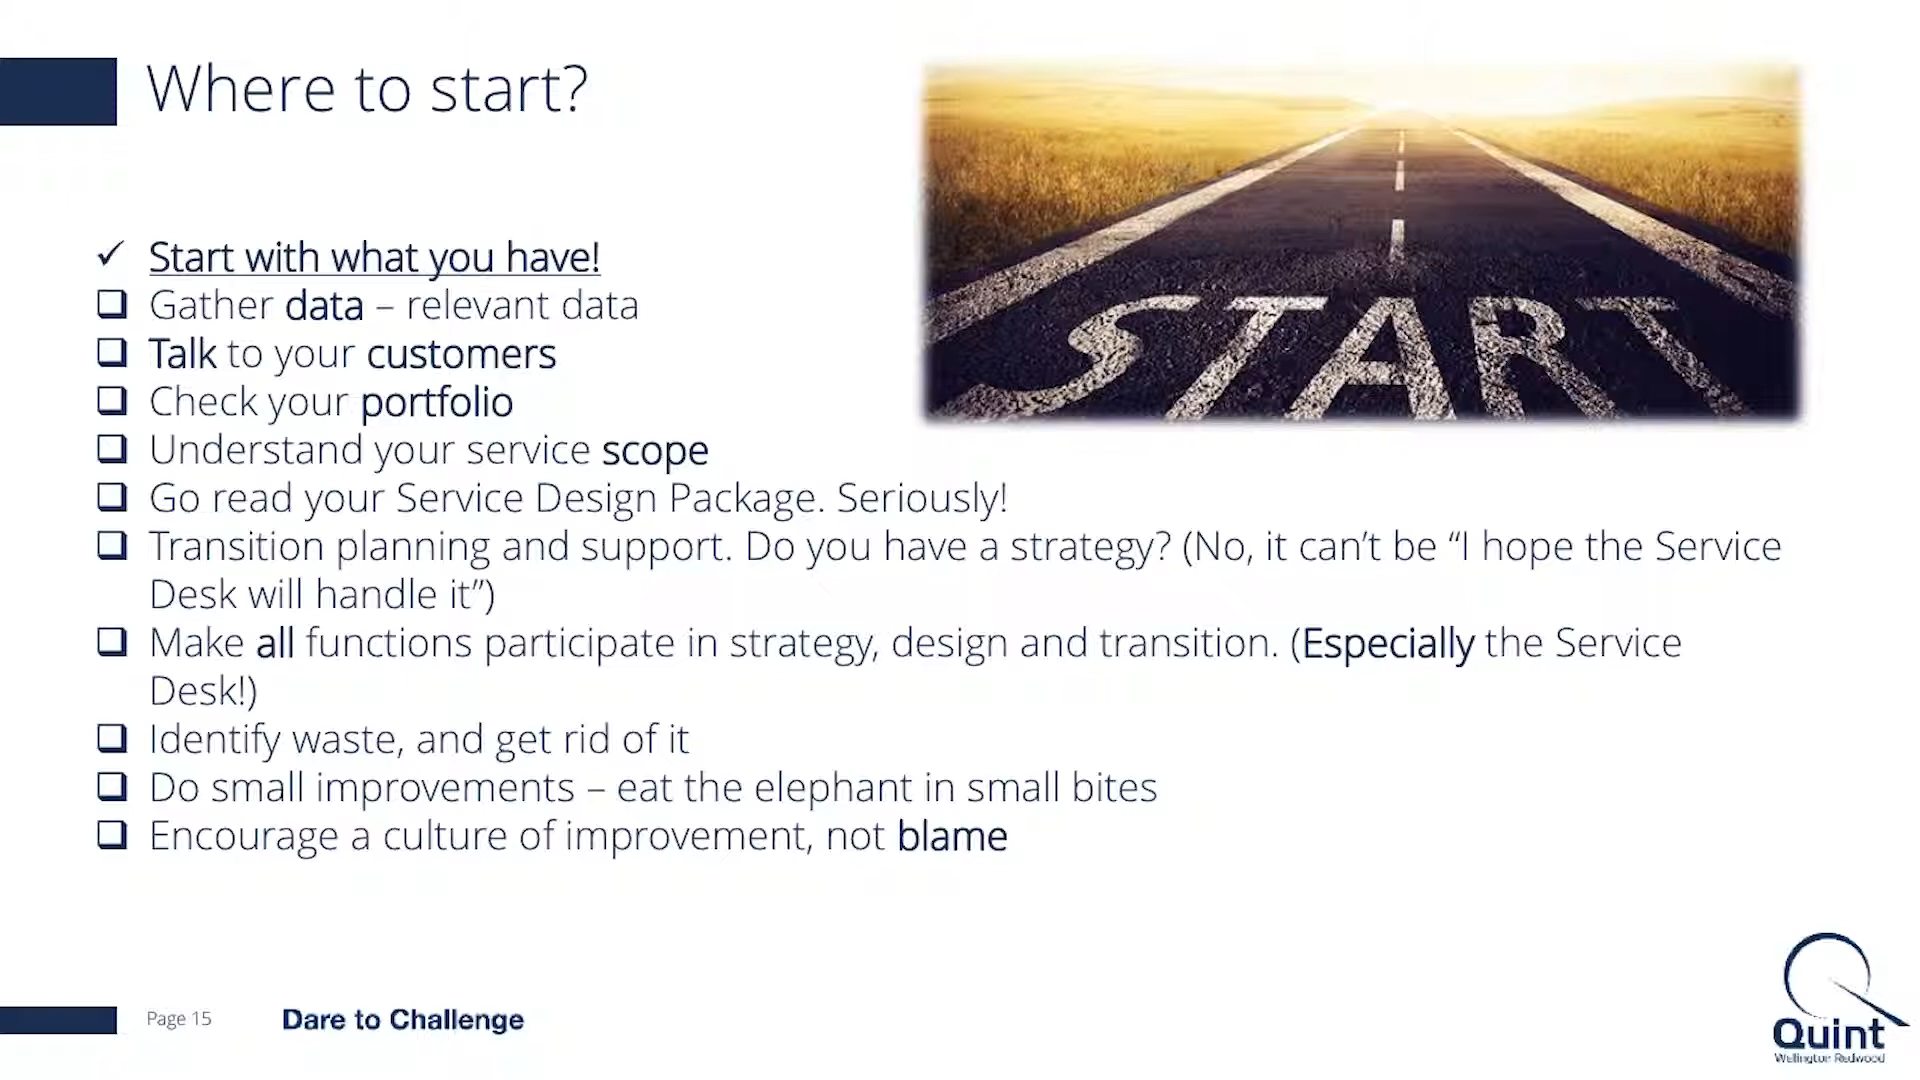 Where to start?
START
✓ Start with what you have!
❑ Gather data – relevant data
❑ Talk to your customers
❑ Check your portfolio
❑ Understand your service scope
❑ Go read your Service Design Package. Seriously!
❑ Transition planning and support. Do you have a strategy? (No, it can’t be “I hope the Service
Desk will handle it”)
❑ Make all functions participate in strategy, design and transition. (Especially the Service
Desk!)
❑ Identify waste, and get rid of it
❑ Do small improvements – eat the elephant in small bites
❑ Encourage a culture of improvement, not blame
Page 15
Dare to Challenge
Quint
Wellington Redwood